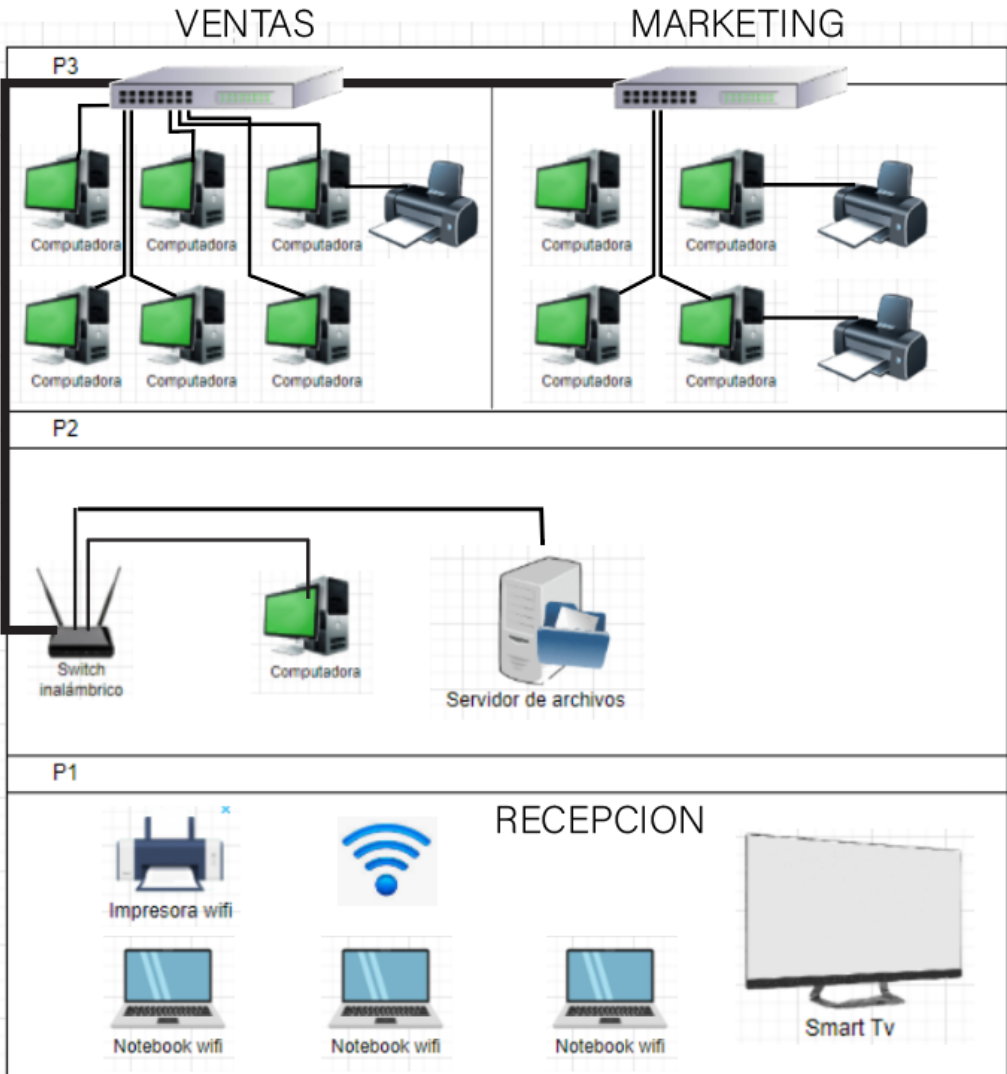 VENTAS
MARKETING
P3
Computadora
Computadora
Computadora
Computadora
Computadora
Computadora
Computadora
Computadora
Computadora
Computadora
P2
Switch
inalámbrico
Computadora
Servidor de archivos
P1
RECEPCION
Impresora wifi
Notebook wifi
Notebook wifi
Notebook wifi
Smart Tv